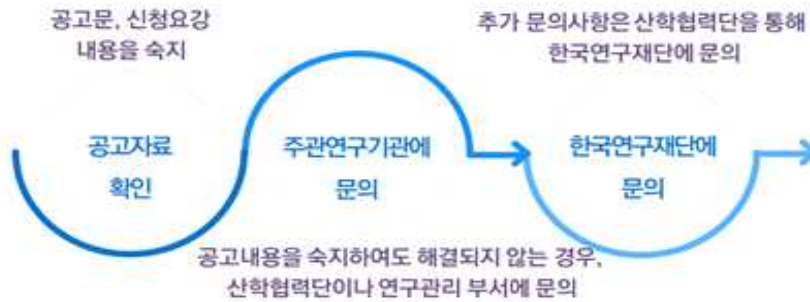 공고문, 신청요강
내용을 숙지
추가 문의사항은 산학협력단을 통해
한국연구재단에 문의
공고자료
확인
주관연구기관에
문의
한국연구재단에
문의
공고내용을 숙지하여도 해결되지 않는 경우,
산학협력단이나 연구관리 부서에 문의